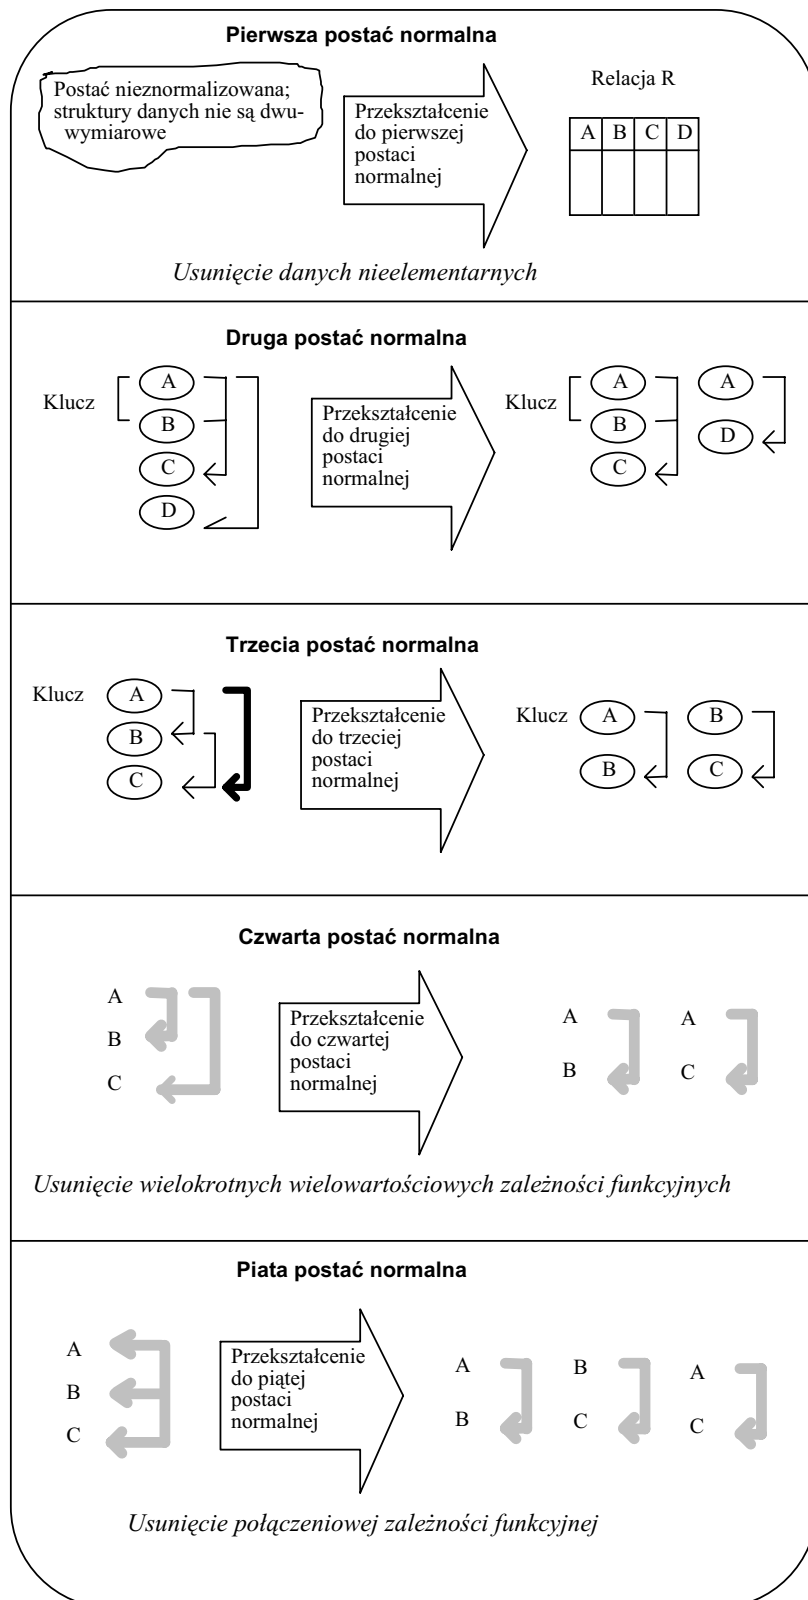 Pierwsza postać normalna
Postać nieznormalizowana;
struktury danych nie są dwu-
wymiarowe
Przekształcenie
do pierwszej
postaci
normalnej
Relacja R
A B C D
Usunięcie danych nieelementarnych
Druga postać normalna
Klucz
A
B
C
D
Przekształcenie
do drugiej
postaci
normalnej
Klucz
A
B
C
A
D
Trzecia postać normalna
Klucz
A
B
C
Przekształcenie
do trzeciej
postaci
normalnej
Klucz
A
B
B
C
Czwarta postać normalna
A
B
C
Przekształcenie
do czwartej
postaci
normalnej
A
B
A
C
Usunięcie wielokrotnych wielowartościowych zależności funkcyjnych
Piata postać normalna
A
B
C
Przekształcenie
do piątej
postaci
normalnej
A
B
B
C
A
C
Usunięcie połączeniowej zależności funkcyjnej